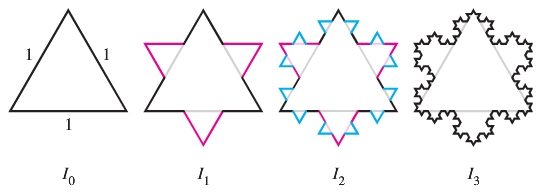 1 1
1
I₀ I₁ I₂ I₃